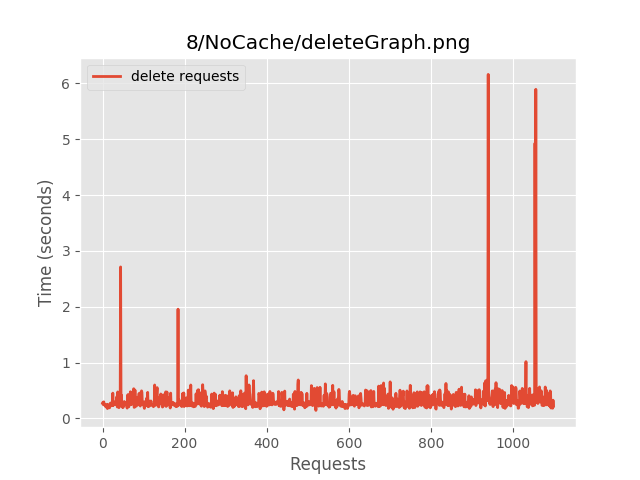 8/NoCache/deleteGraph.png
delete requests
6
5
4
3
2
1
0
Time (seconds)
0 200 400 600 800 1000
Requests